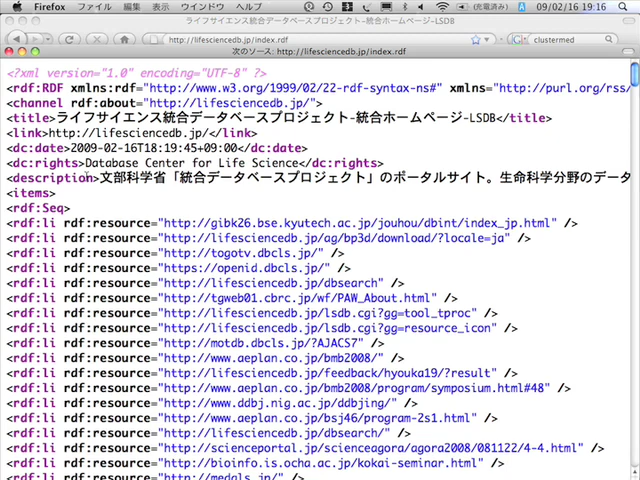 Firefox ファイル 編集 表示 ウインドウ ヘルプ (充電済み) 09/02/16 19:16
ライフサイエンス統合データベースプロジェクト-統合ホームページ-LSDB
http://lifesciencedb.jp/index.rdf clustermed
次のソース: http://lifesciencedb.jp/index.rdf
<?xml version="1.0" encoding="UTF-8" ?>
<rdf:RDF xmlns:rdf="http://www.w3.org/1999/02/22-rdf-syntax-ns#" xmlns="http://purl.org/rss/
<channel rdf:about="http://lifesciencedb.jp/">
<title>ライフサイエンス統合データベースプロジェクト-統合ホームページ-LSDB</title>
<link>http://lifesciencedb.jp/</link>
<dc:date>2009-02-16T18:19:45+09:00</dc:date>
<dc:rights>Database Center for Life Science</dc:rights>
<description>文部科学省「統合データベースプロジェクト」のポータルサイト。生命科学分野のデータ
<items>
<rdf:Seq>
<rdf:li rdf:resource="http://gibk26.bse.kyutech.ac.jp/jouhou/dbint/index_jp.html" />
<rdf:li rdf:resource="http://lifesciencedb.jp/ag/bp3d/download/?locale=ja" />
<rdf:li rdf:resource="http://togotv.dbcls.jp/" />
<rdf:li rdf:resource="https://openid.dbcls.jp/" />
<rdf:li rdf:resource="http://lifesciencedb.jp/dbsearch" />
<rdf:li rdf:resource="http://tgweb01.cbrc.jp/wf/PAW_About.html" />
<rdf:li rdf:resource="http://lifesciencedb.jp/lsdb.cgi?gg=tool_tproc" />
<rdf:li rdf:resource="http://lifesciencedb.jp/lsdb.cgi?gg=resource_icon" />
<rdf:li rdf:resource="http://motdb.dbcls.jp/?AJACS7" />
<rdf:li rdf:resource="http://www.aeplan.co.jp/bmb2008/" />
<rdf:li rdf:resource="http://lifesciencedb.jp/feedback/hyouka19/?result" />
<rdf:li rdf:resource="http://www.aeplan.co.jp/bmb2008/program/symposium.html#48" />
<rdf:li rdf:resource="http://www.ddbj.nig.ac.jp/ddbjing/" />
<rdf:li rdf:resource="http://www.aeplan.co.jp/bsj46/program-2s1.html" />
<rdf:li rdf:resource="http://lifesciencedb.jp/dbsearch/" />
<rdf:li rdf:resource="http://scienceportal.jp/scienceagora/agora2008/081122/4-4.html" />
<rdf:li rdf:resource="http://bioinfo.is.ocha.ac.jp/kokai-seminar.html" />
<rdf:li rdf:resource="http://medals.jp/" />